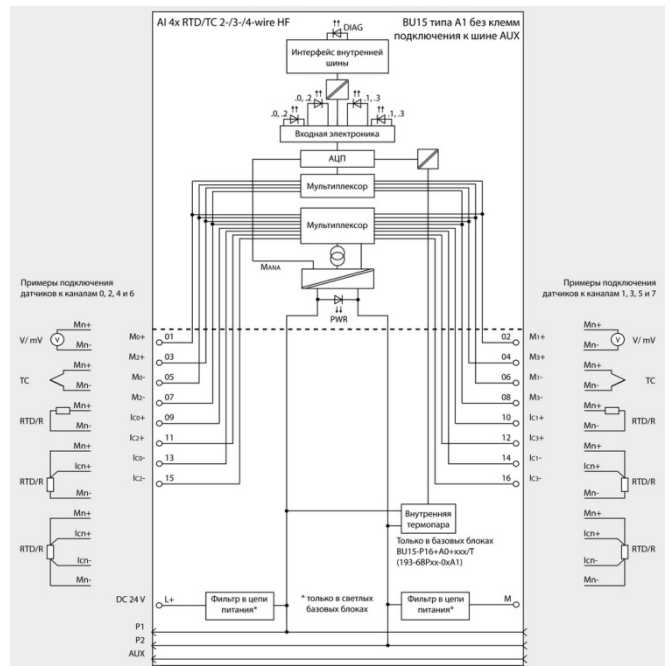 AI 4x RTD/TC 2-/3-/4-wire HF
BU15 типа A1 без клемм
подключения к шине AUX
DIAG
Интерфейс внутренней
шины
.0, .2
.1, .3
.0, .2
.1, .3
Входная электроника
АЦП
Мультиплексор
Мультиплексор
MANA
PWR
Примеры подключения
датчиков к каналам 0, 2, 4 и 6
Примеры подключения
датчиков к каналам 1, 3, 5 и 7
V/ mV
V
Mn+
Mn-
TC
Mn+
Mn-
RTD/R
Mn+
Mn-
RTD/R
Mn+
Icn+
Mn-
RTD/R
Mn+
Icn+
Icn-
Mn-
M0+ 01
M2+ 03
M0- 05
M2- 07
IC0+ 09
IC2+ 11
IC0- 13
IC2- 15
02 M1+
04 M3+
06 M1-
08 M3-
10 IC1+
12 IC3+
14 IC1-
16 IC3-
Mn+
Mn-
V
V/ mV
Mn+
Mn-
TC
Mn+
Mn-
RTD/R
Mn+
Icn+
Mn-
RTD/R
Mn+
Icn+
Icn-
Mn-
RTD/R
Внутренняя
термопара
Только в базовых блоках
BU15-P16+A0+xxx/T
(193-6BPxx-0xA1)
DC 24 V
L+
Фильтр в цепи
питания*
* только в светлых
базовых блоках
Фильтр в цепи
питания*
M
P1
P2
AUX